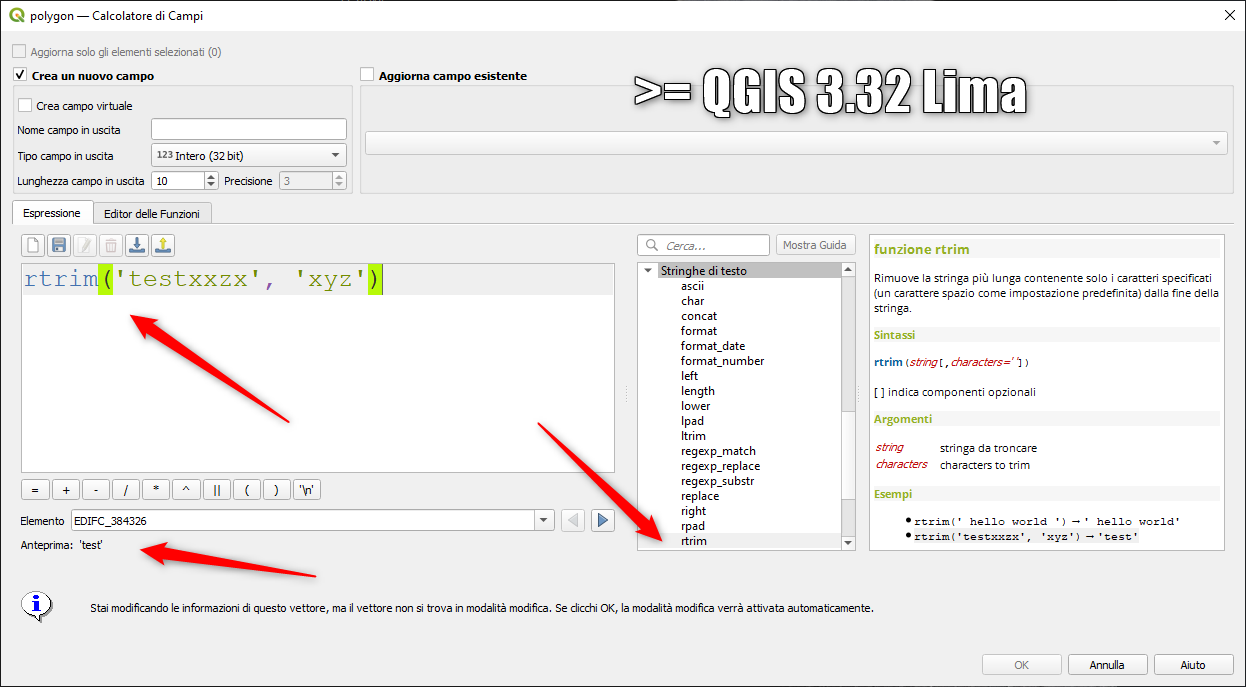 polygon — Calcolatore di Campi
Aggiorna solo gli elementi selezionati (0)
Crea un nuovo campo
Aggiorna campo esistente
>= QGIS 3.32 Lima
Crea campo virtuale
Nome campo in uscita
Tipo campo in uscita
123 Intero (32 bit)
Lunghezza campo in uscita
10
Precisione
3
Espressione
Editor delle Funzioni
rtrim('testxxzx', 'xyz')
=
+
-
/
*
^
||
(
)
'\n'
Elemento
EDIFC_384326
Anteprima: 'test'
Cerca...
Mostra Guida
Stringhe di testo
ascii
char
concat
format
format_date
format_number
left
length
lower
lpad
ltrim
regexp_match
regexp_replace
regexp_substr
replace
right
rpad
rtrim
funzione rtrim
Rimuove la stringa più lunga contenente solo i caratteri specificati
(un carattere spazio come impostazione predefinita) dalla fine della
stringa.
Sintassi
rtrim(string[,characters=' '])
[ ] indica componenti opzionali
Argomenti
string stringa da troncare
characters characters to trim
Esempi
• rtrim(' hello world ') → ' hello world'
• rtrim('testxxzx', 'xyz') → 'test'
Stai modificando le informazioni di questo vettore, ma il vettore non si trova in modalità modifica. Se clicchi OK, la modalità modifica verrà attivata automaticamente.
OK
Annulla
Aiuto